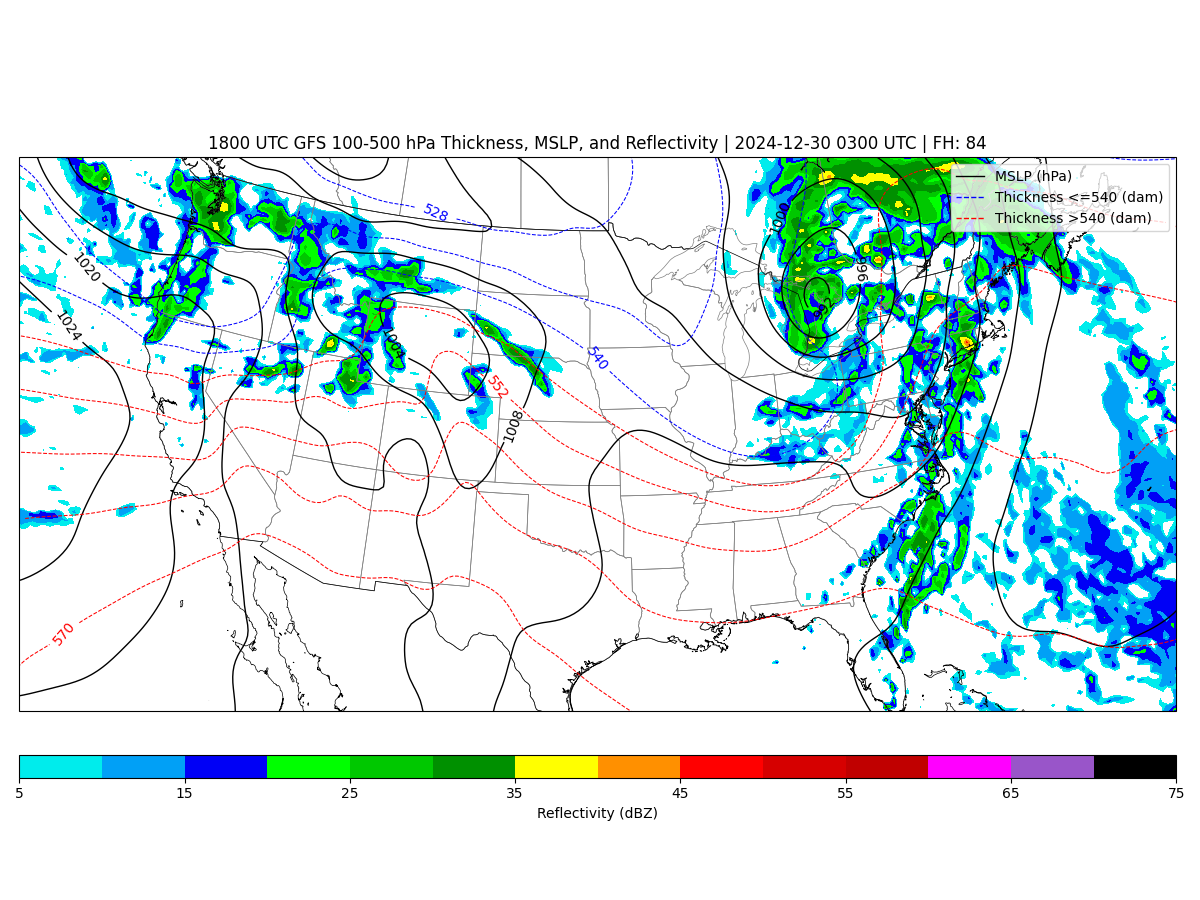 1800 UTC GFS 100-500 hPa Thickness, MSLP, and Reflectivity | 2024-12-30 0300 UTC | FH: 84
MSLP (hPa)
Thickness <=540 (dam)
Thickness >540 (dam)
528
1020
1024
996
540
552
1008
570
5 15 25 35 45 55 65 75
Reflectivity (dBZ)